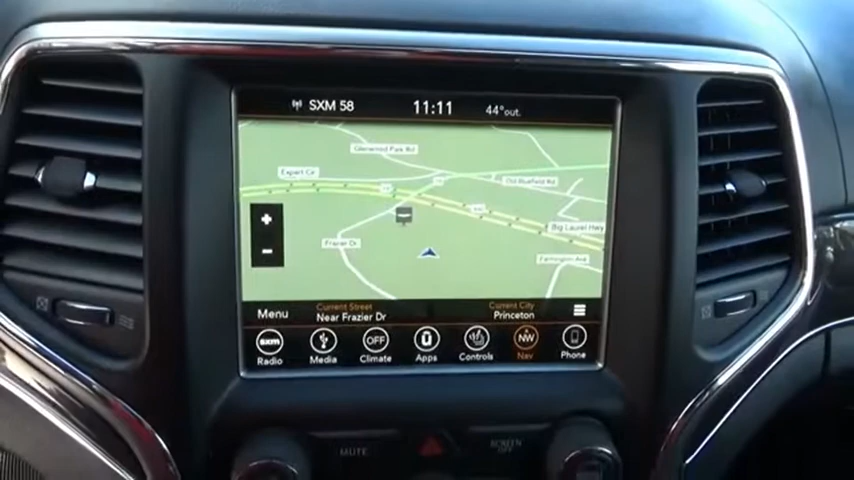 SXM 58 11:11 44° out.
Glenwood Park Rd
Expert Cir
Old Bluefield Rd
Big Laurel Hwy
Frazier Dr
Farmington Ave
+
-
Menu Current Street Current City
Near Frazier Dr Princeton
sxm OFF NW
Radio Media Climate Apps Controls Nav Phone
MUTE SCREEN
OFF